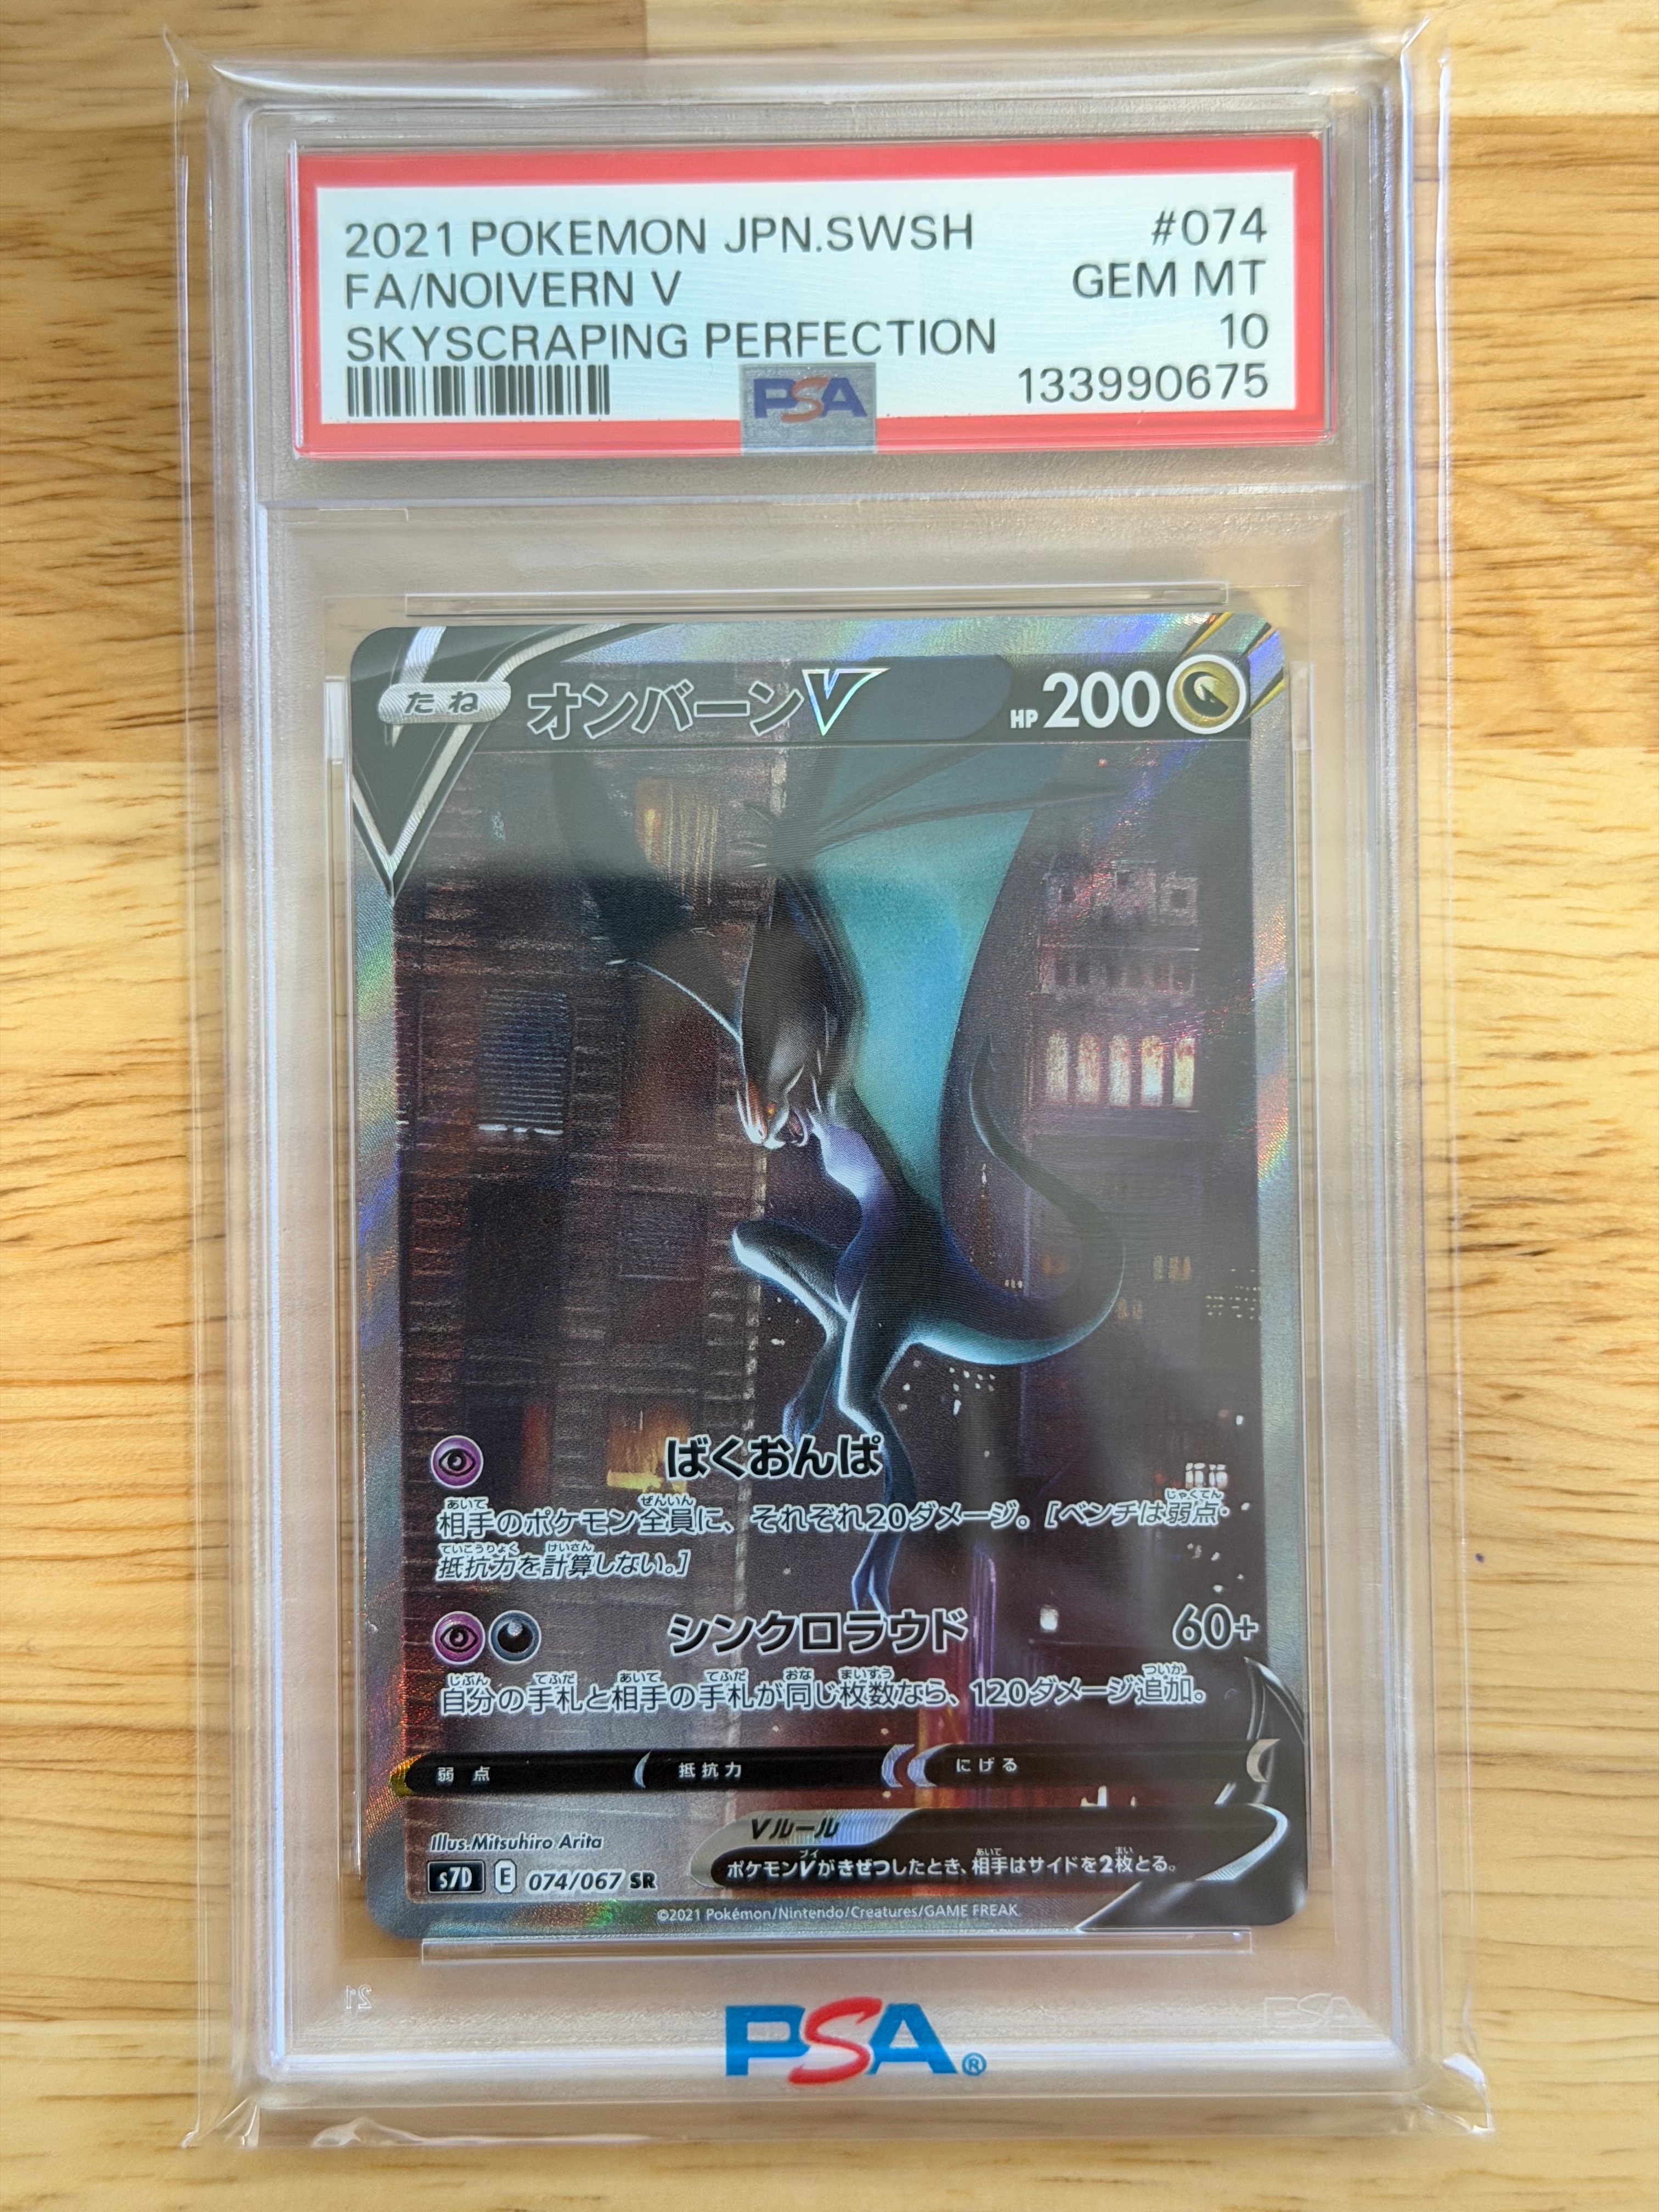 2021 POKEMON JPN.SWSH #074
FA/NOIVERN V GEM MT
SKYSCRAPING PERFECTION 10
PSA 133990675
たね オンバーンV HP 200
ばくおんぱ
相手のポケモン全員に、それぞれ20ダメージ。[ベンチは弱点・
抵抗力を計算しない。]
シンクロラウド 60+
自分の手札と相手の手札が同じ枚数なら、120ダメージ追加。
弱点 抵抗力 にげる
Vルール
ポケモンVがきぜつしたとき、相手はサイドを2枚とる。
Illus.Mitsuhiro Arita
s7D E 074/067 SR
©2021 Pokémon/Nintendo/Creatures/GAME FREAK.
21 PSA
PSA®